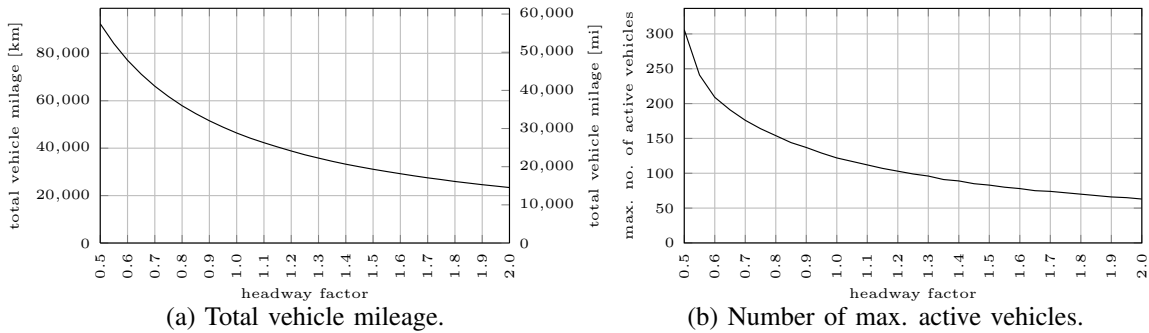 total vehicle milage [km]
80,000
60,000
40,000
20,000
0
0.5 0.6 0.7 0.8 0.9 1.0 1.1 1.2 1.3 1.4 1.5 1.6 1.7 1.8 1.9 2.0
headway factor
60,000
50,000
40,000
30,000
20,000
10,000
0
total vehicle milage [mi]
(a) Total vehicle mileage.
max. no. of active vehicles
300
250
200
150
100
50
0
0.5 0.6 0.7 0.8 0.9 1.0 1.1 1.2 1.3 1.4 1.5 1.6 1.7 1.8 1.9 2.0
headway factor
(b) Number of max. active vehicles.